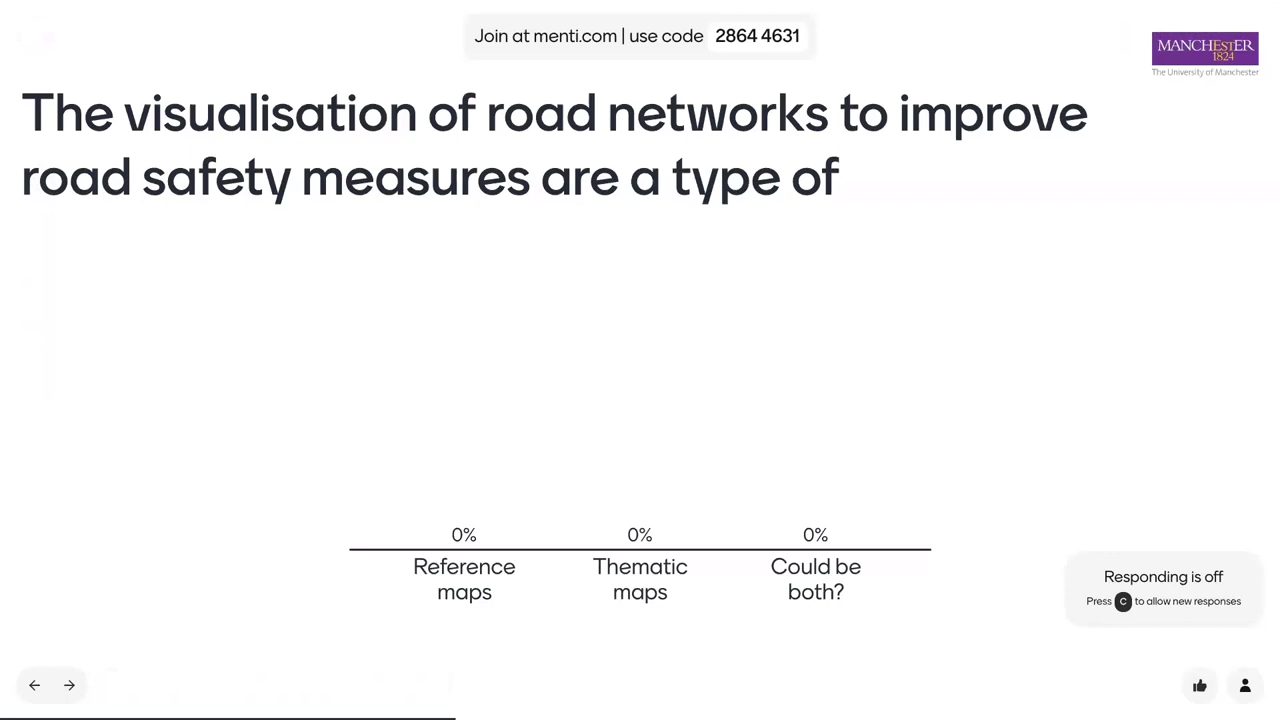 Join at menti.com | use code 2864 4631
MANCHESTER
1824
The University of Manchester
The visualisation of road networks to improve
road safety measures are a type of
0%
0%
0%
Reference
maps
Thematic
maps
Could be
both?
Responding is off
Press C to allow new responses